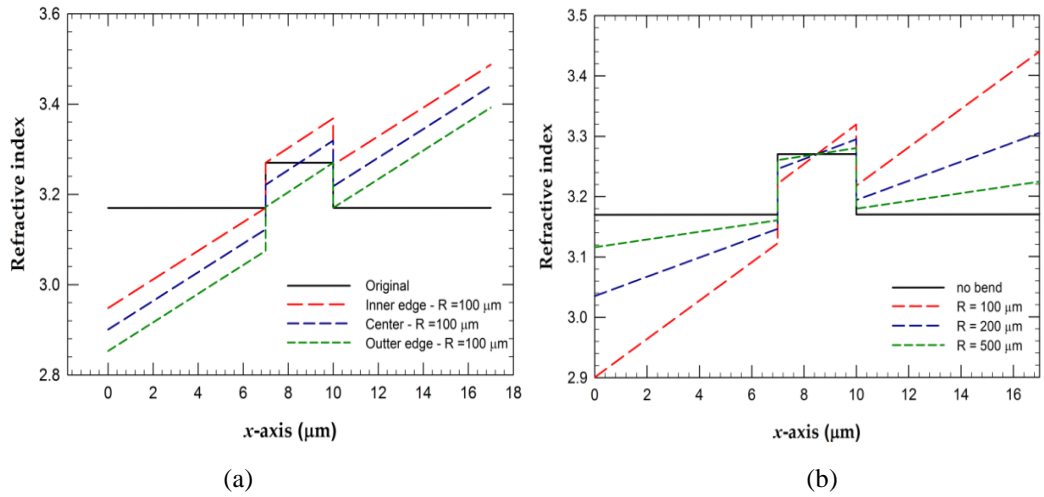 3.6
3.4
3.2
3.0
2.8
Refractive index
0 2 4 6 8 10 12 14 16 18
x-axis (μm)
Original
Inner edge - R =100 μm
Center - R =100 μm
Outter edge - R =100 μm
(a)
3.5
3.4
3.3
3.2
3.1
3.0
2.9
Refractive index
0 2 4 6 8 10 12 14 16
x-axis (μm)
no bend
R = 100 μm
R = 200 μm
R = 500 μm
(b)